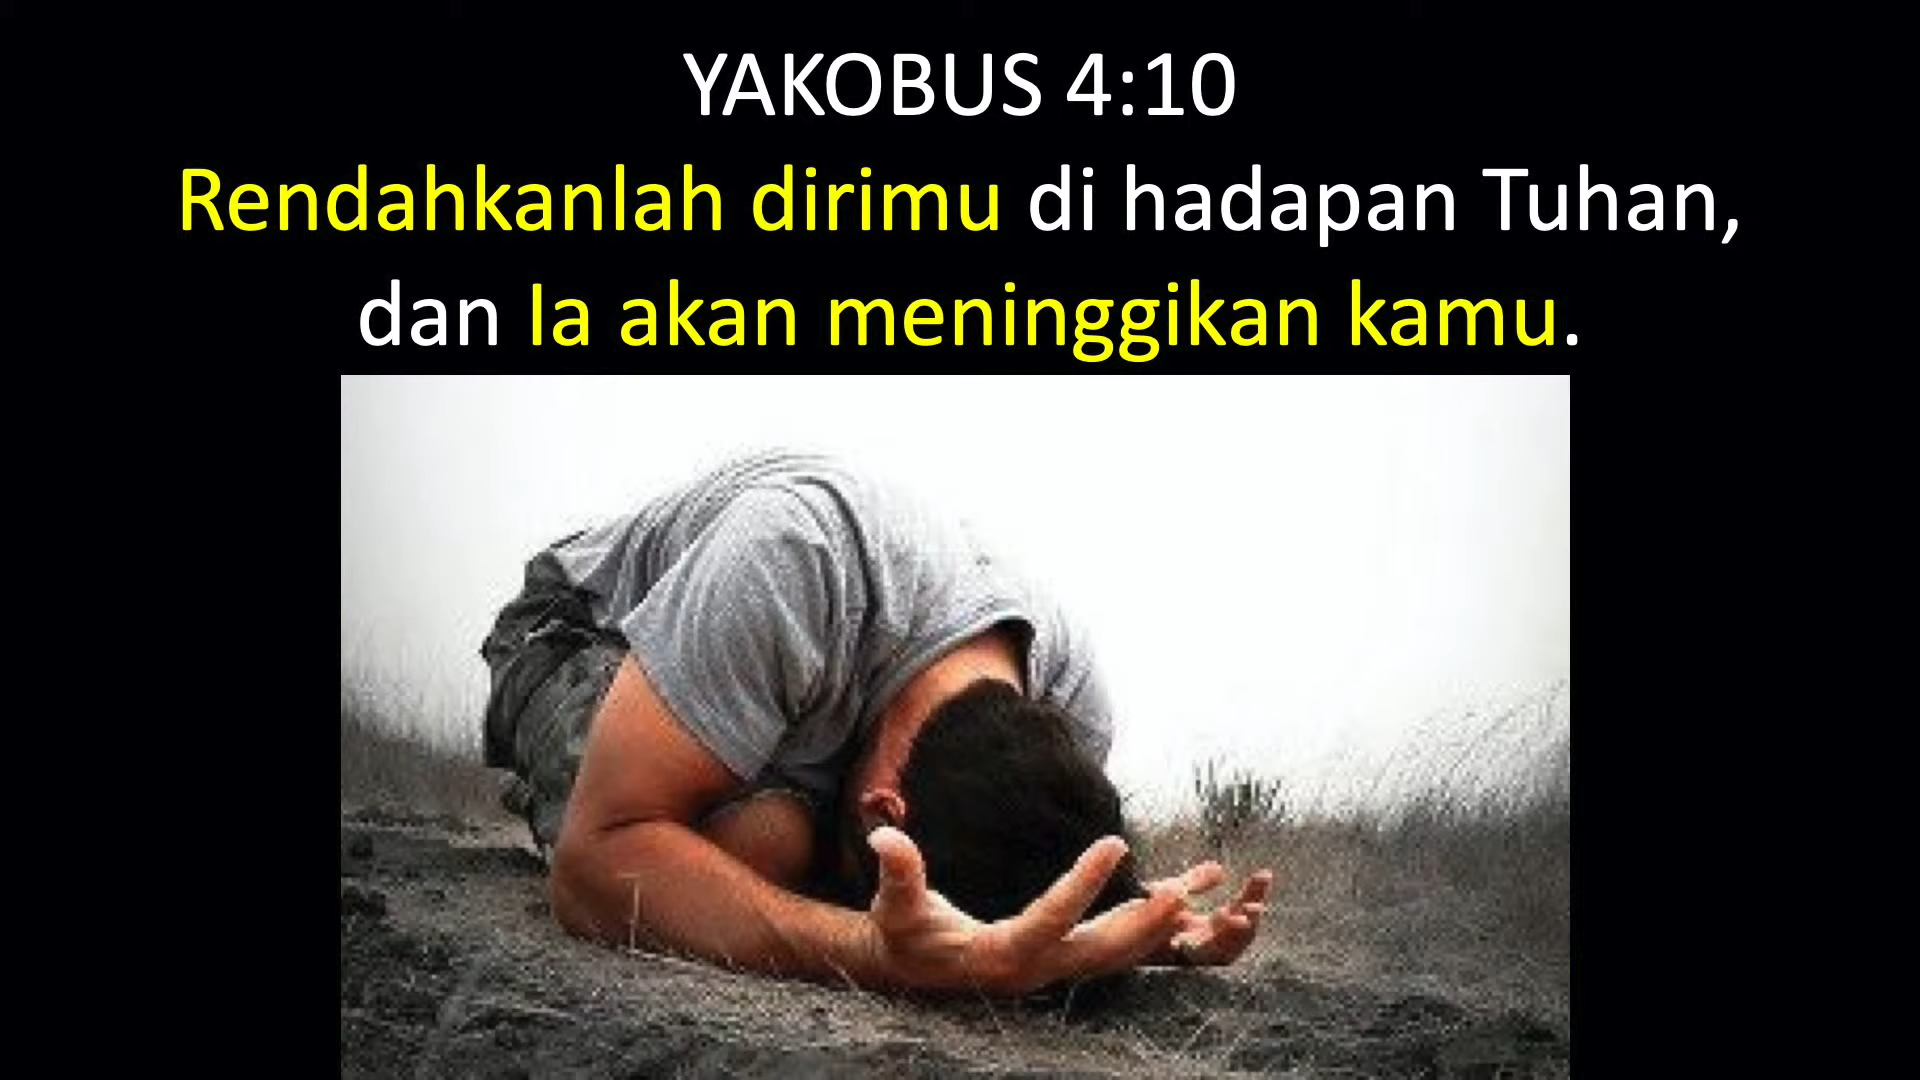 YAKOBUS 4:10
Rendahkanlah dirimu di hadapan Tuhan,
dan Ia akan meninggikan kamu.